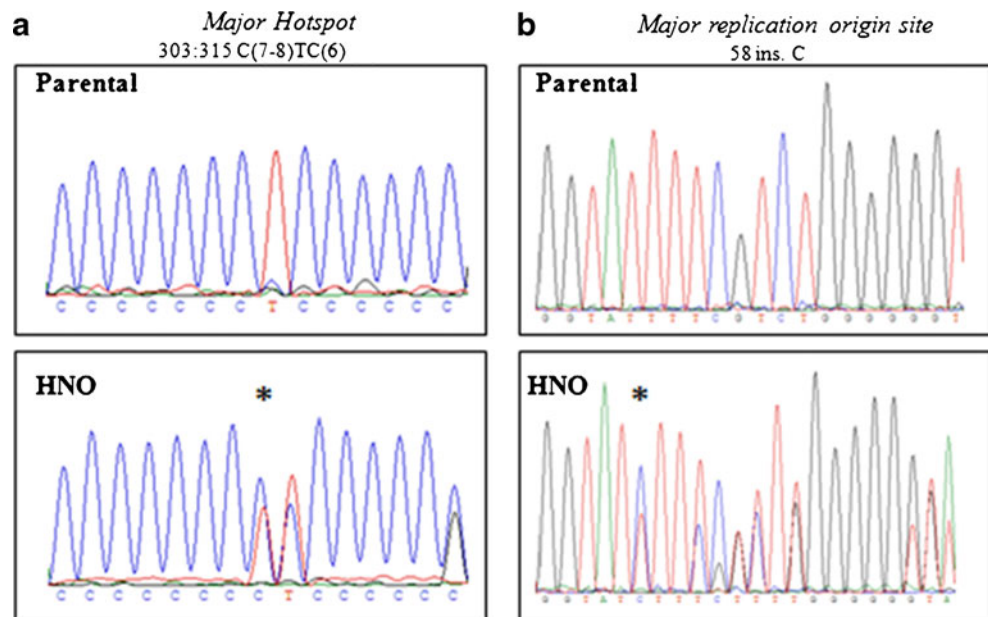 a
Major Hotspot
303:315 C(7-8)TC(6)
Parental
C C C C C C C T C C C C C C
HNO
*
C C C C C C C C T C C C C C C
b
Major replication origin site
58 ins. C
Parental
G G T A T T T T C G T C T G G G G G G T
HNO
*
G G T A T C T T T C T T T T G G G G G G T A